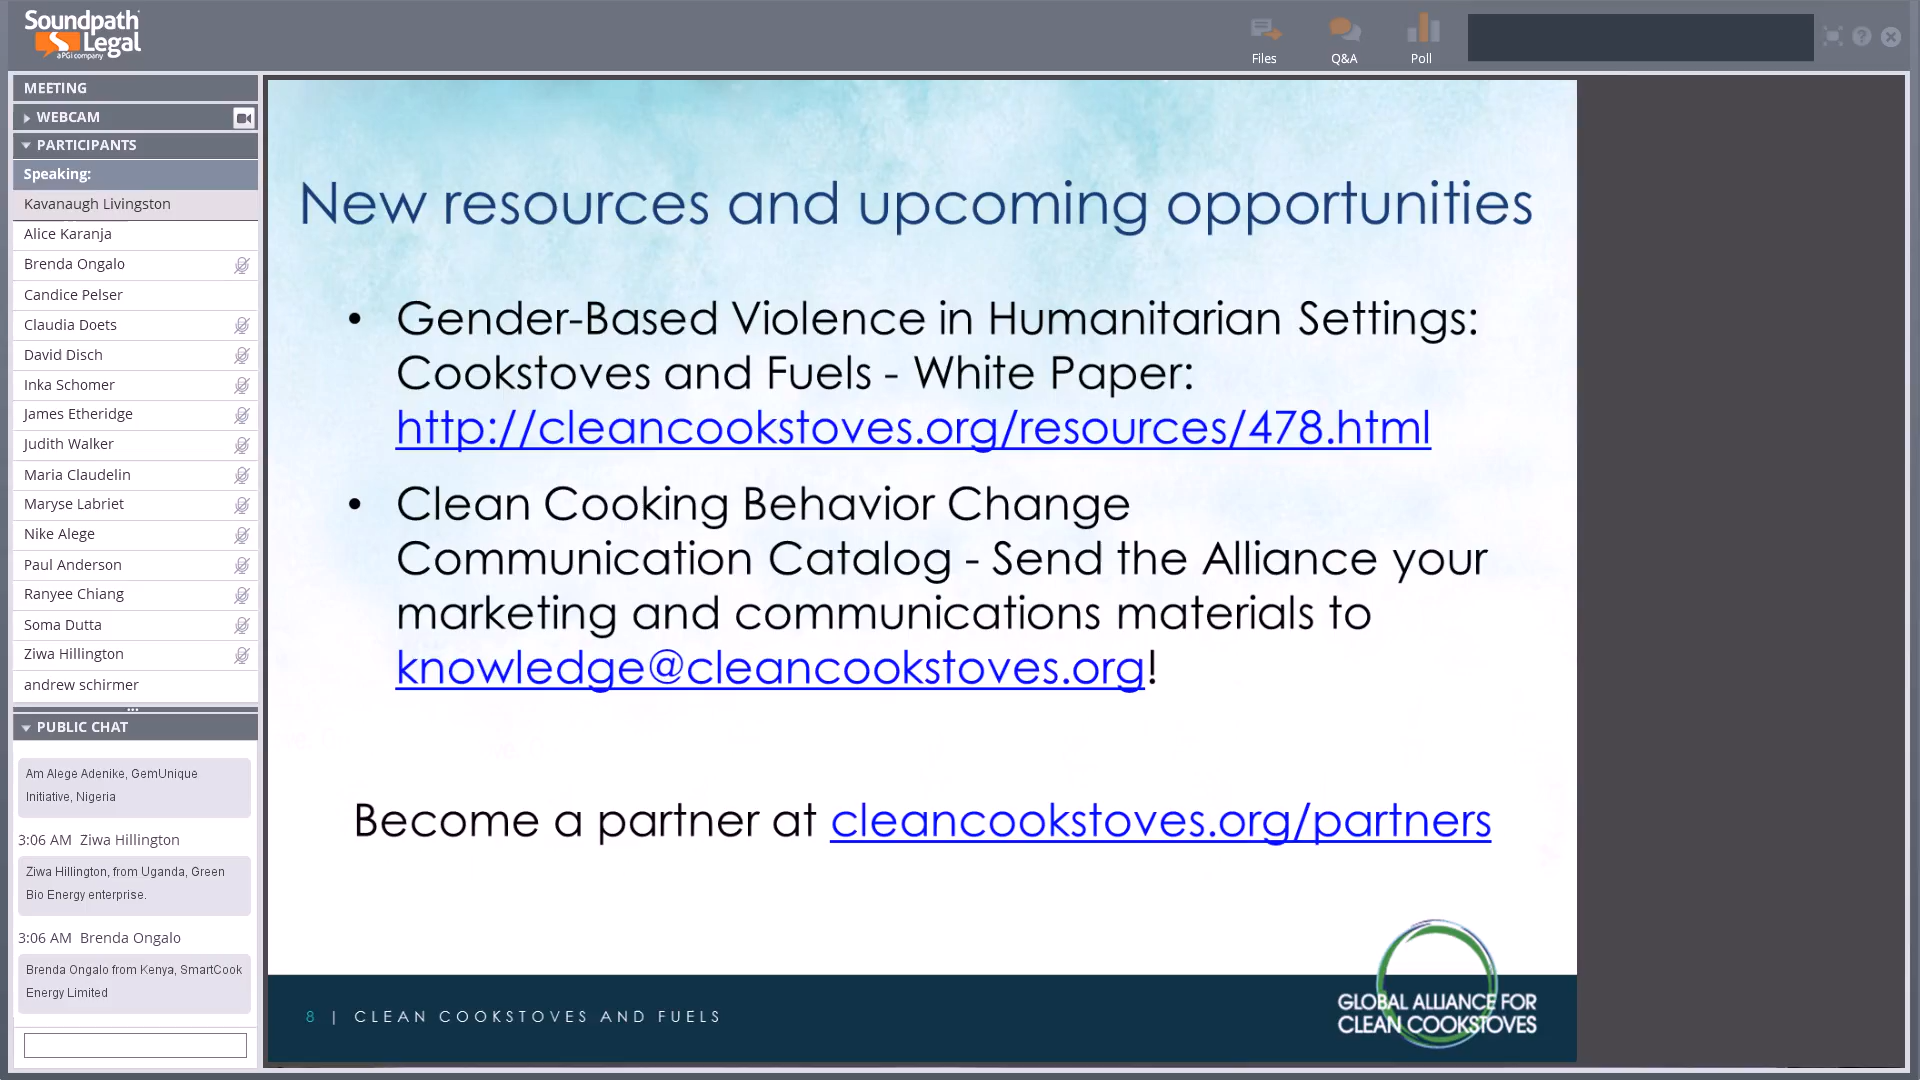 Soundpath
Legal
a PGi company
Files
Q&A
Poll
MEETING
WEBCAM
PARTICIPANTS
Speaking:
Kavanaugh Livingston
Alice Karanja
Brenda Ongalo
Candice Pelser
Claudia Doets
David Disch
Inka Schomer
James Etheridge
Judith Walker
Maria Claudelin
Maryse Labriet
Nike Alege
Paul Anderson
Ranyee Chiang
Soma Dutta
Ziwa Hillington
andrew schirmer
PUBLIC CHAT
Am Alege Adenike, GemUnique
Initiative, Nigeria
3:06 AM Ziwa Hillington
Ziwa Hillington, from Uganda, Green
Bio Energy enterprise.
3:06 AM Brenda Ongalo
Brenda Ongalo from Kenya, SmartCook
Energy Limited
New resources and upcoming opportunities
• Gender-Based Violence in Humanitarian Settings:
Cookstoves and Fuels - White Paper:
http://cleancookstoves.org/resources/478.html
• Clean Cooking Behavior Change
Communication Catalog - Send the Alliance your
marketing and communications materials to
knowledge@cleancookstoves.org!
Become a partner at cleancookstoves.org/partners
8 | CLEAN COOKSTOVES AND FUELS
GLOBAL ALLIANCE FOR
CLEAN COOKSTOVES